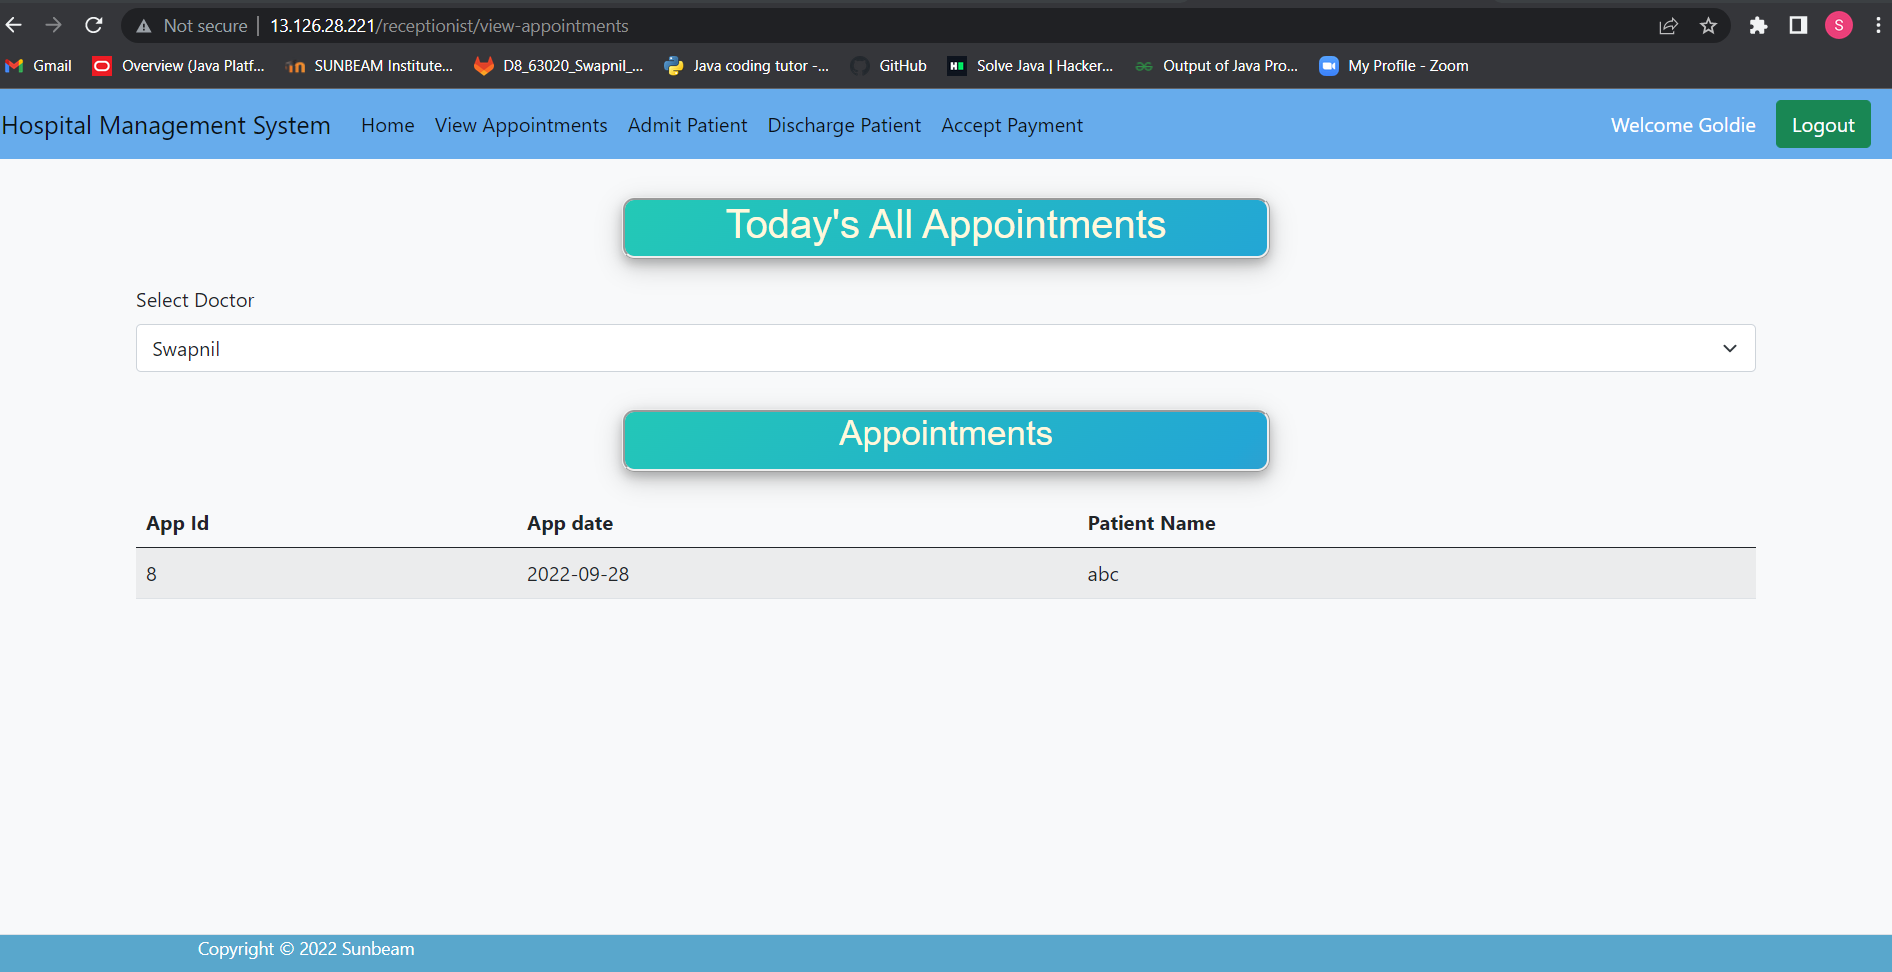 Not secure | 13.126.28.221/receptionist/view-appointments S
Gmail Overview (Java Platf... SUNBEAM Institute... D8_63020_Swapnil_... Java coding tutor -... GitHub Solve Java | Hacker... Output of Java Pro... My Profile - Zoom
Hospital Management System Home View Appointments Admit Patient Discharge Patient Accept Payment Welcome Goldie Logout
Today's All Appointments
Select Doctor
Swapnil
Appointments
App Id App date Patient Name
8 2022-09-28 abc
Copyright © 2022 Sunbeam